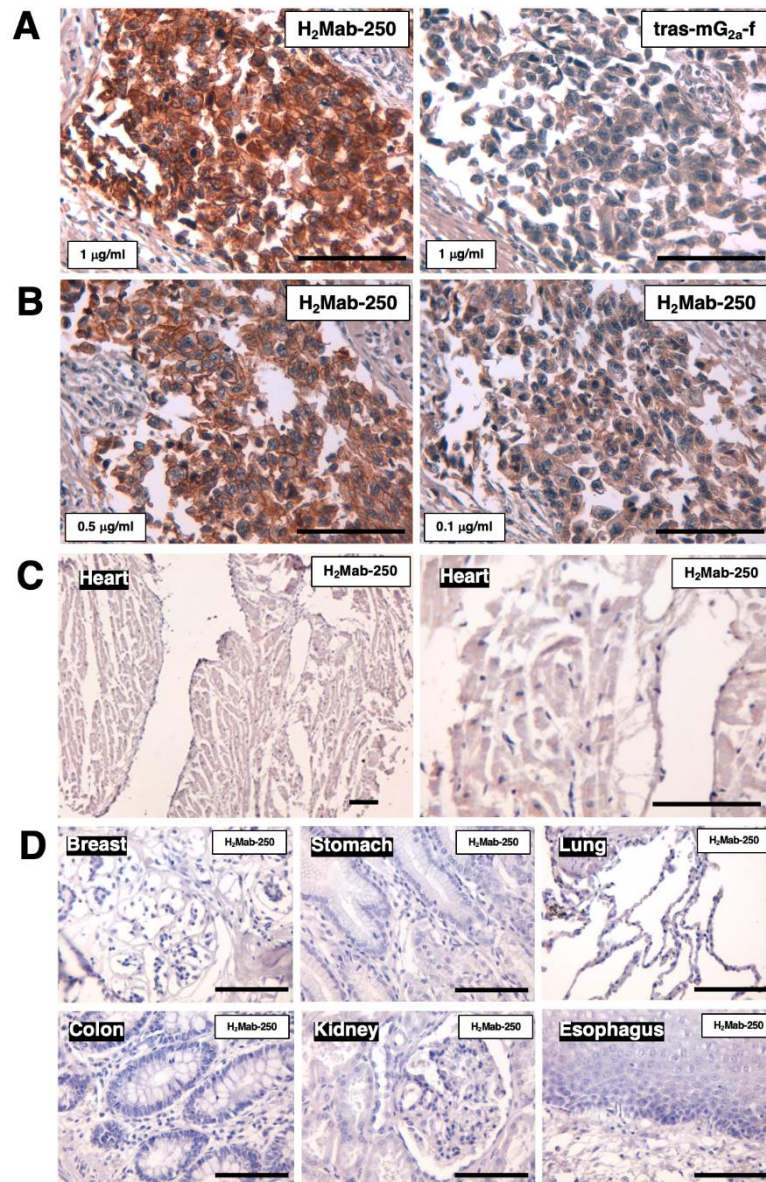 A
H₂Mab-250
tras-mG₂ₐ-f
1 µg/ml
1 µg/ml
B
H₂Mab-250
H₂Mab-250
0.5 µg/ml
0.1 µg/ml
C
Heart
H₂Mab-250
Heart
H₂Mab-250
D
Breast
H₂Mab-250
Stomach
H₂Mab-250
Lung
H₂Mab-250
Colon
H₂Mab-250
Kidney
H₂Mab-250
Esophagus
H₂Mab-250